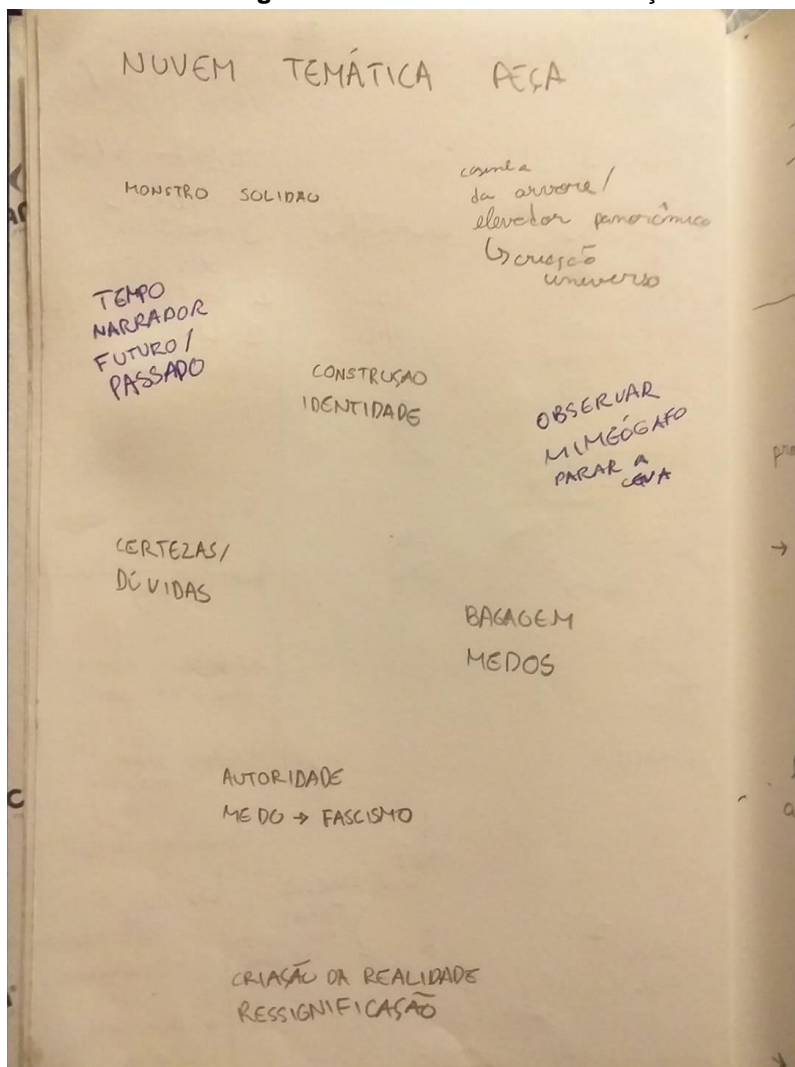 NUVEM TEMÁTICA PEÇA
MONSTRO SOLIDAO
da arvore/
elevador panorâmico
↳ criação
universo
TEMPO
NARRADOR
FUTURO/
PASSADO
CONSTRUÇAO
IDENTIDADE
OBSERVAR
MIMEÓGAFO
PARAR A
CENA
CERTEZAS/
DÚVIDAS
BAGAGEM
MEDOS
AUTORIDADE
MEDO → FASCISMO
CRIAÇÃO DA REALIDADE
RESSIGNIFICAÇÃO